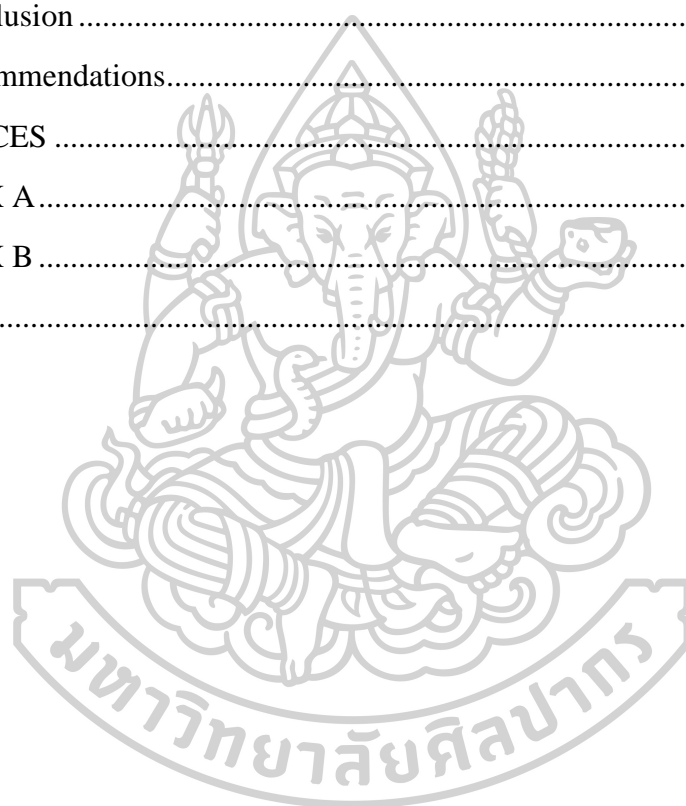 lusion ........................................................................
mmendations...............................................................
CES ............................................................................
X A..............................................................................
X B ..............................................................................
....................................................................................
มหาวิทยาลัยศิลปากร